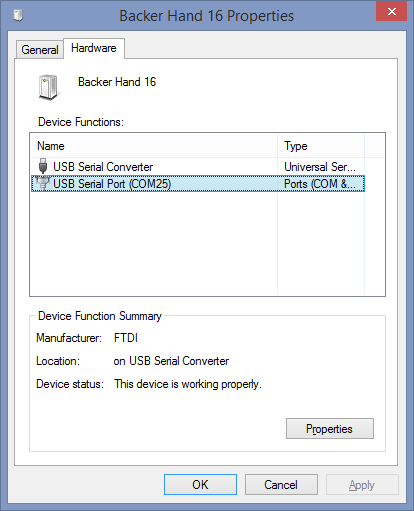 Backer Hand 16 Properties
General Hardware
Backer Hand 16
Device Functions:
Name Type
USB Serial Converter Universal Ser...
USB Serial Port (COM25) Ports (COM &...
Device Function Summary
Manufacturer: FTDI
Location: on USB Serial Converter
Device status: This device is working properly.
Properties
OK Cancel Apply